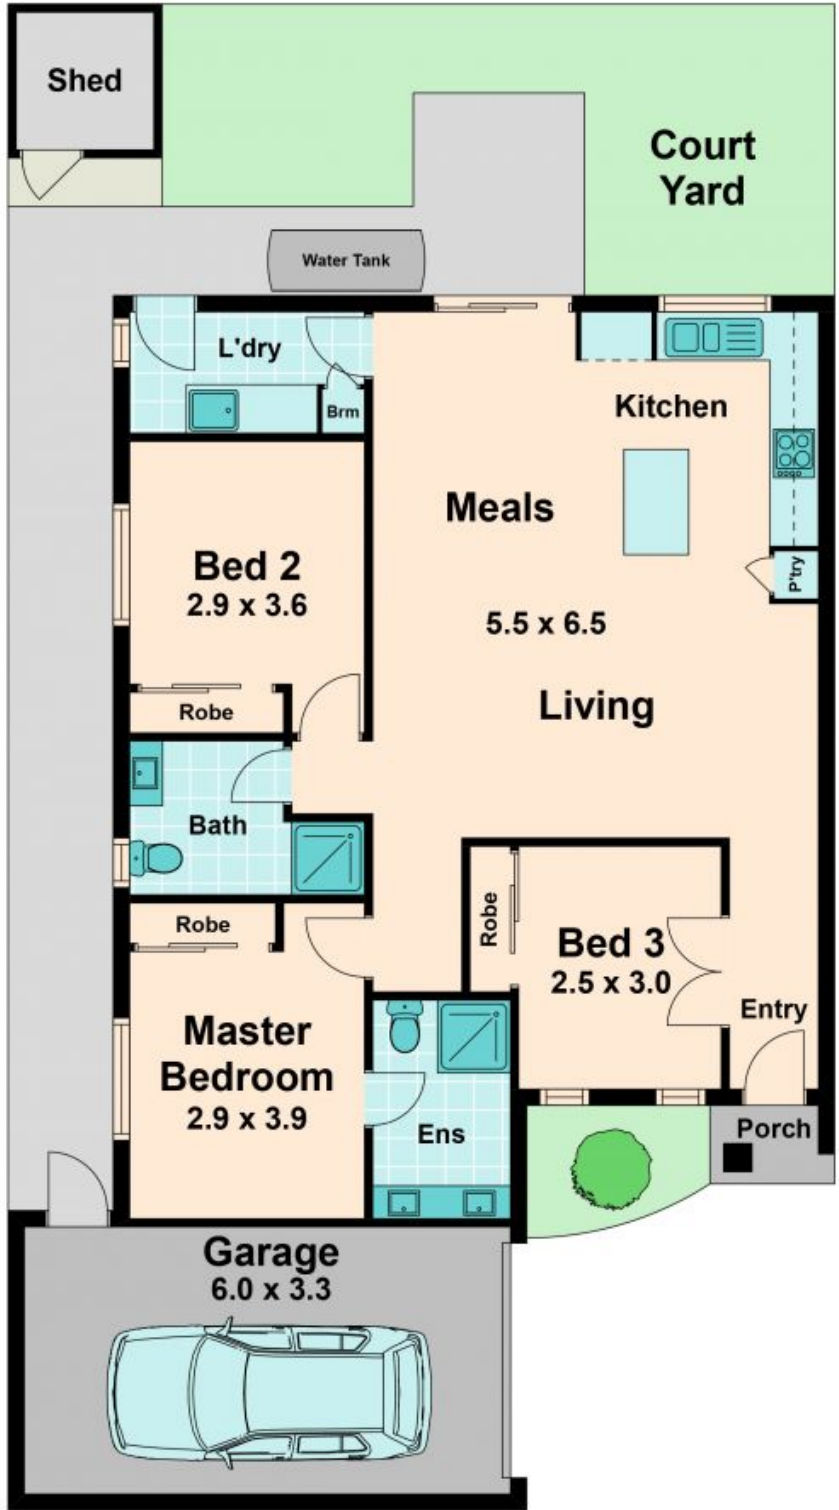 Shed
Court
Yard
Water Tank
L'dry
Brm
Kitchen
Meals
Bed 2
2.9 x 3.6
P'try
5.5 x 6.5
Robe
Living
Bath
Robe
Robe
Bed 3
2.5 x 3.0
Entry
Master
Bedroom
2.9 x 3.9
Ens
Porch
Garage
6.0 x 3.3